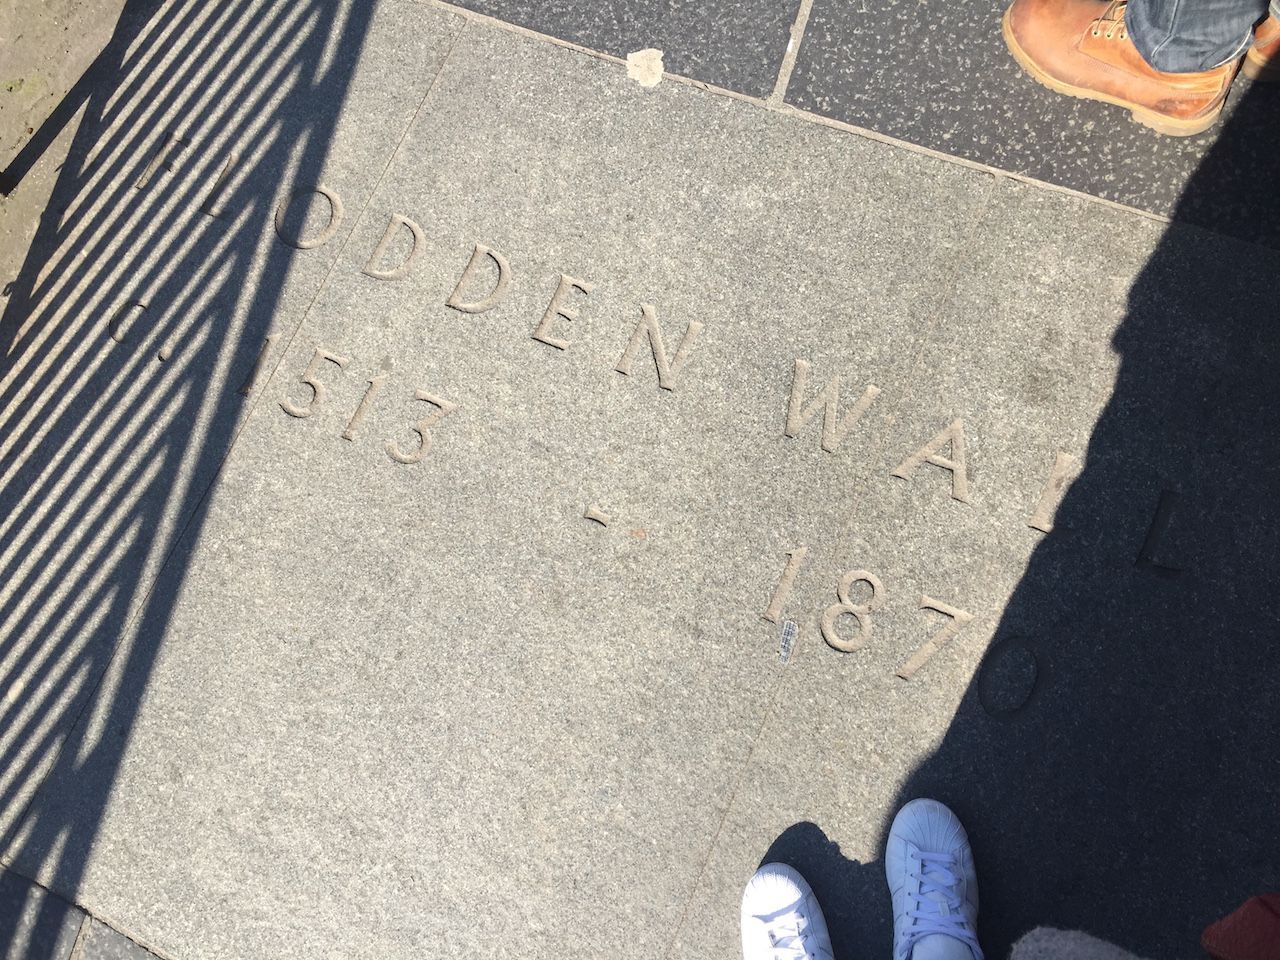 FLODDEN WALL
c. 1513 - 1870